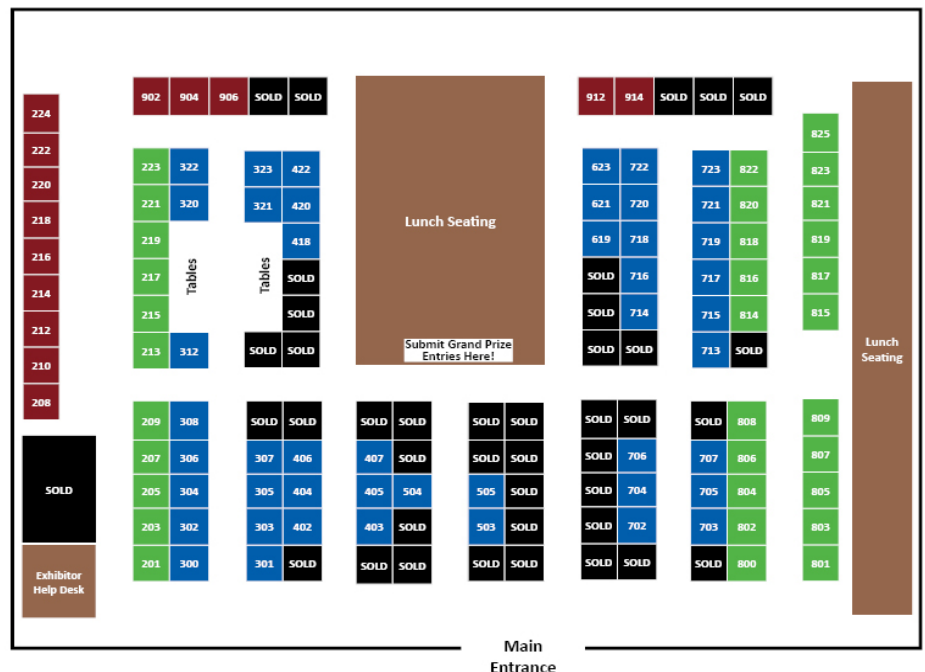 902 904 906 SOLD SOLD
912 914 SOLD SOLD SOLD
224
222
220
218
216
214
212
210
208
SOLD
Exhibitor
Help Desk
223 322
221 320
219
217
215
213 312
Tables
323 422
321 420
418
SOLD
SOLD
SOLD SOLD
Tables
Lunch Seating
Submit Grand Prize
Entries Here!
623 722
621 720
619 718
SOLD 716
SOLD 714
SOLD SOLD
723 822
721 820
719 818
717 816
715 814
713 SOLD
825
823
821
819
817
815
Lunch
Seating
209 308
207 306
205 304
203 302
201 300
SOLD SOLD
307 406
305 404
303 402
301 SOLD
SOLD SOLD
407 SOLD
405 504
403 SOLD
SOLD SOLD
SOLD SOLD
SOLD SOLD
505 SOLD
503 SOLD
SOLD SOLD
SOLD SOLD
SOLD 706
SOLD 704
SOLD 702
SOLD SOLD
SOLD 808
707 806
705 804
703 802
SOLD 800
809
807
805
803
801
Main
Entrance